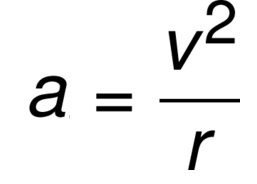 a = v²/r